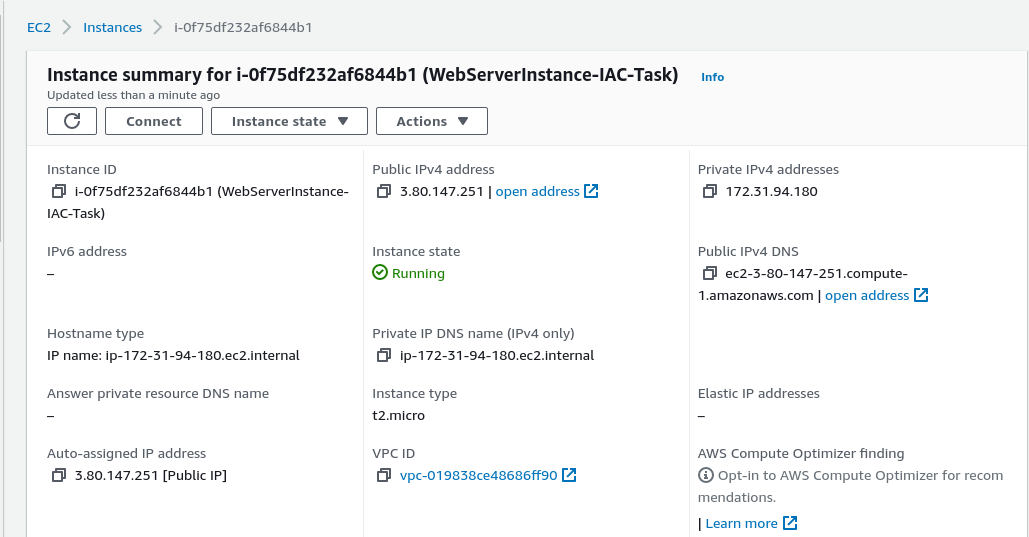 EC2 > Instances > i-0f75df232af6844b1
Instance summary for i-0f75df232af6844b1 (WebServerInstance-IAC-Task) Info
Updated less than a minute ago
Connect Instance state Actions
Instance ID
i-0f75df232af6844b1 (WebServerInstance-
IAC-Task)
Public IPv4 address
3.80.147.251 | open address
Private IPv4 addresses
172.31.94.180
IPv6 address
–
Instance state
Running
Public IPv4 DNS
ec2-3-80-147-251.compute-
1.amazonaws.com | open address
Hostname type
IP name: ip-172-31-94-180.ec2.internal
Private IP DNS name (IPv4 only)
ip-172-31-94-180.ec2.internal
Answer private resource DNS name
–
Instance type
t2.micro
Elastic IP addresses
–
Auto-assigned IP address
3.80.147.251 [Public IP]
VPC ID
vpc-019838ce48686ff90
AWS Compute Optimizer finding
Opt-in to AWS Compute Optimizer for recom
mendations.
| Learn more